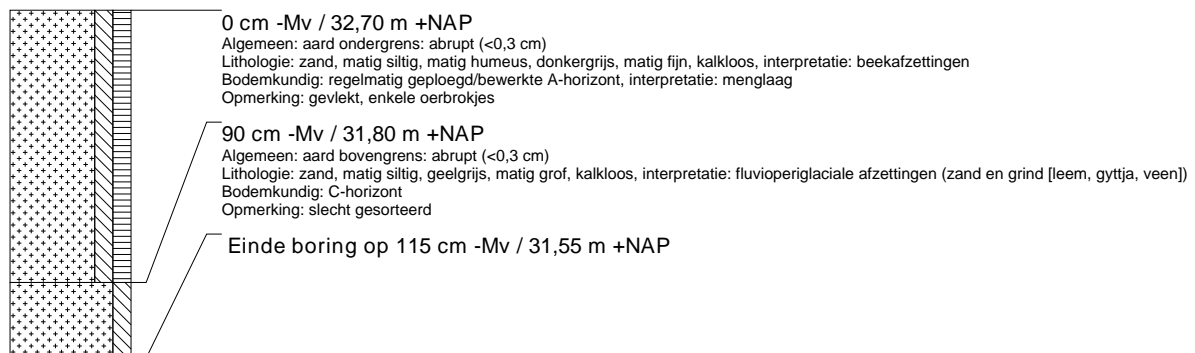 0 cm -Mv / 32,70 m +NAP
Algemeen: aard ondergrens: abrupt (<0,3 cm)
Lithologie: zand, matig siltig, matig humeus, donkergrijs, matig fijn, kalkloos, interpretatie: beekafzettingen
Bodemkundig: regelmatig geploegd/bewerkte A-horizont, interpretatie: menglaag
Opmerking: gevlekt, enkele oerbrokjes
90 cm -Mv / 31,80 m +NAP
Algemeen: aard bovengrens: abrupt (<0,3 cm)
Lithologie: zand, matig siltig, geelgrijs, matig grof, kalkloos, interpretatie: fluvioperiglaciale afzettingen (zand en grind [leem, gyttja, veen])
Bodemkundig: C-horizont
Opmerking: slecht gesorteerd
Einde boring op 115 cm -Mv / 31,55 m +NAP